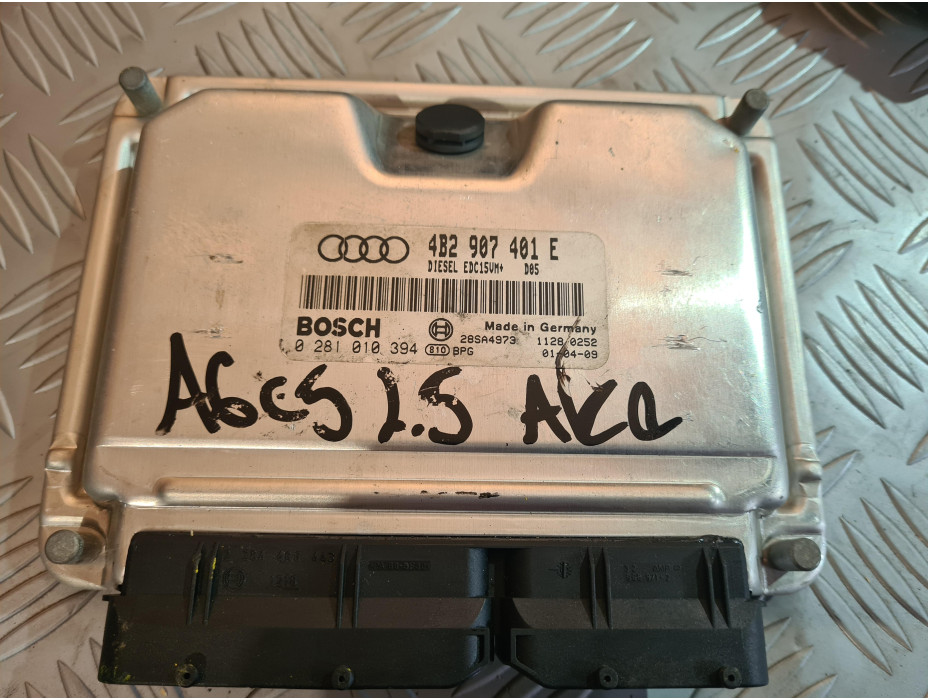 4B2 907 401 E
DIESEL EDC15VM+ D05
BOSCH
Made in Germany
28SA4973 1128 0252
0 281 010 394 810 BPG 01-04-09
A6C5 2.5